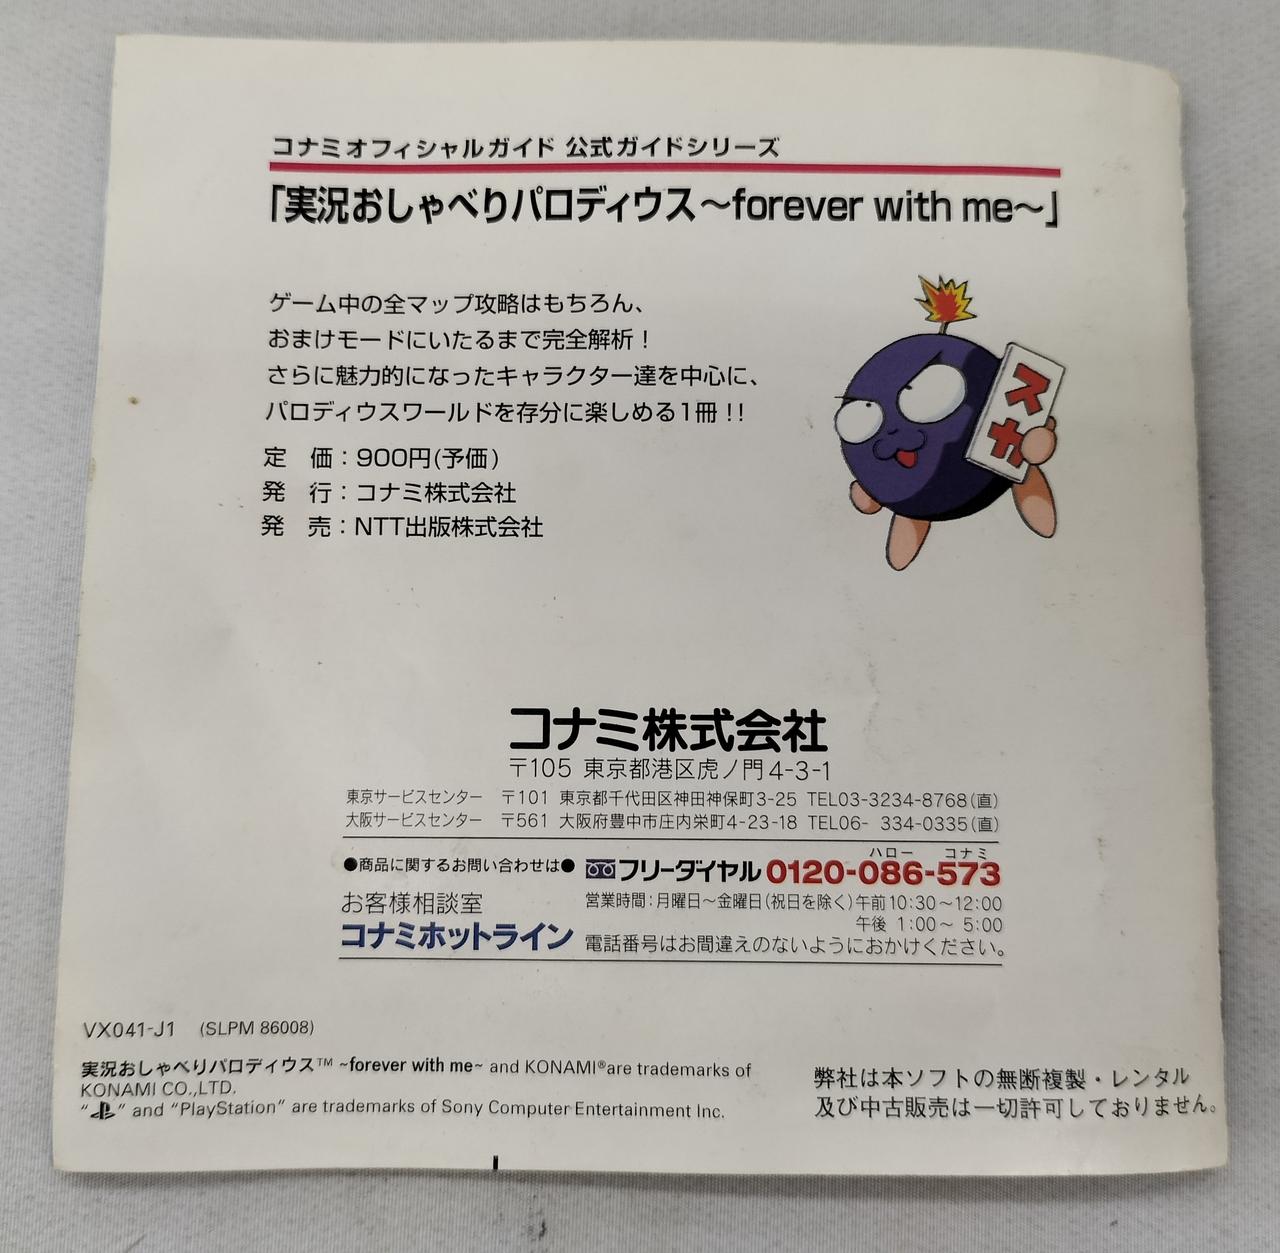 コナミオフィシャルガイド 公式ガイドシリーズ
「実況おしゃべりパロディウス〜forever with me〜」
ゲーム中の全マップ攻略はもちろん、
おまけモードにいたるまで完全解析！
さらに魅力的になったキャラクター達を中心に、
パロディウスワールドを存分に楽しめる1冊！！
スカ
定　価：900円(予価)
発　行：コナミ株式会社
発　売：NTT出版株式会社
コナミ株式会社
〒105 東京都港区虎ノ門4-3-1
東京サービスセンター 〒101 東京都千代田区神田神保町3-25 TEL03-3234-8768(直)
大阪サービスセンター 〒561 大阪府豊中市庄内栄町4-23-18 TEL06- 334-0335(直)
ハロー コナミ
●商品に関するお問い合わせは● フリーダイヤル 0120-086-573
お客様相談室 営業時間：月曜日〜金曜日(祝日を除く)午前10:30〜12:00
午後 1:00〜 5:00
コナミホットライン 電話番号はお間違えのないようにおかけください。
VX041-J1 (SLPM 86008)
実況おしゃべりパロディウス™ ~forever with me~ and KONAMI®are trademarks of
KONAMI CO.,LTD.
“PS” and “PlayStation” are trademarks of Sony Computer Entertainment Inc.
弊社は本ソフトの無断複製・レンタル
及び中古販売は一切許可しておりません。